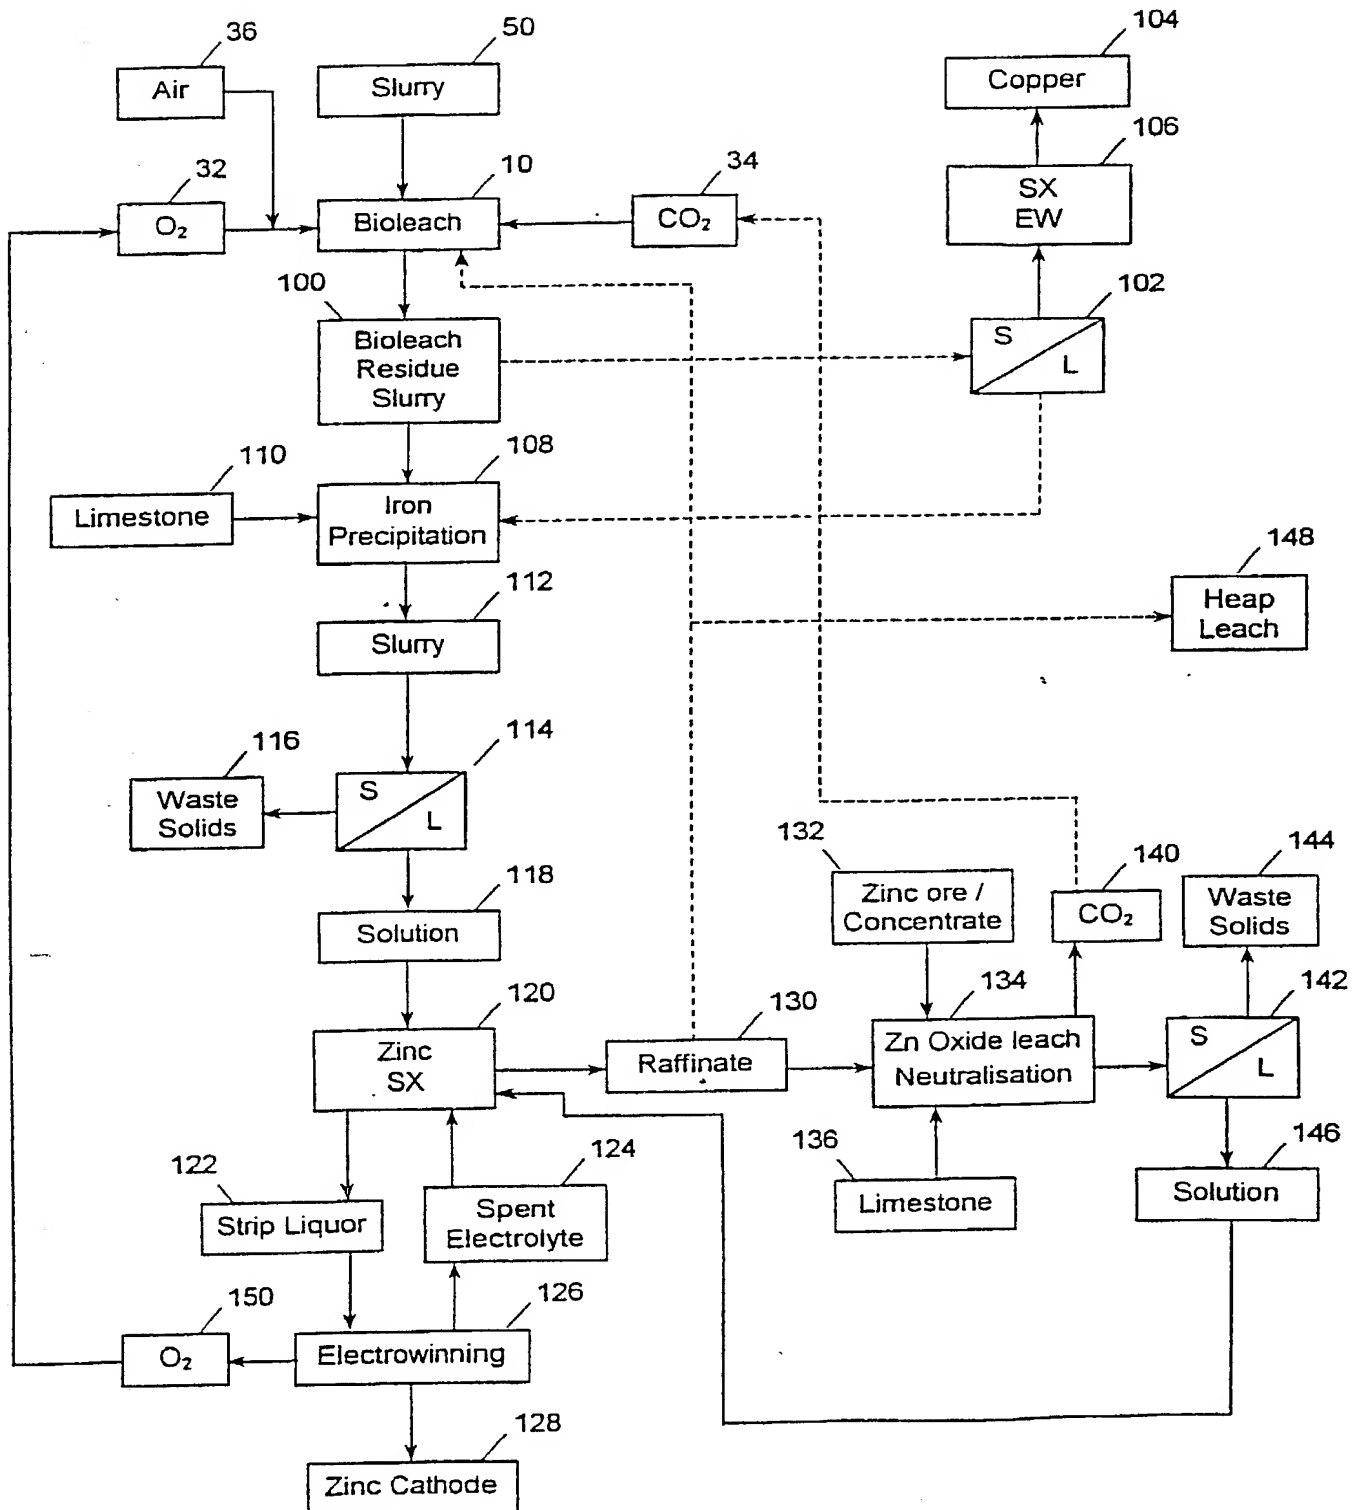 36
50
104
Air
Slurry
Copper
32
10
34
106
O₂
Bioleach
CO₂
SX
EW
100
102
Bioleach
Residue
Slurry
S
L
110
108
Limestone
Iron
Precipitation
148
112
Heap
Leach
Slurry
116
114
Waste
Solids
S
L
118
132
140
144
Solution
Zinc ore /
Concentrate
CO₂
Waste
Solids
120
130
134
142
Zinc
SX
Raffinate
Zn Oxide leach
Neutralisation
S
L
122
124
136
146
Strip Liquor
Spent
Electrolyte
Limestone
Solution
150
126
O₂
Electrowinning
128
Zinc Cathode